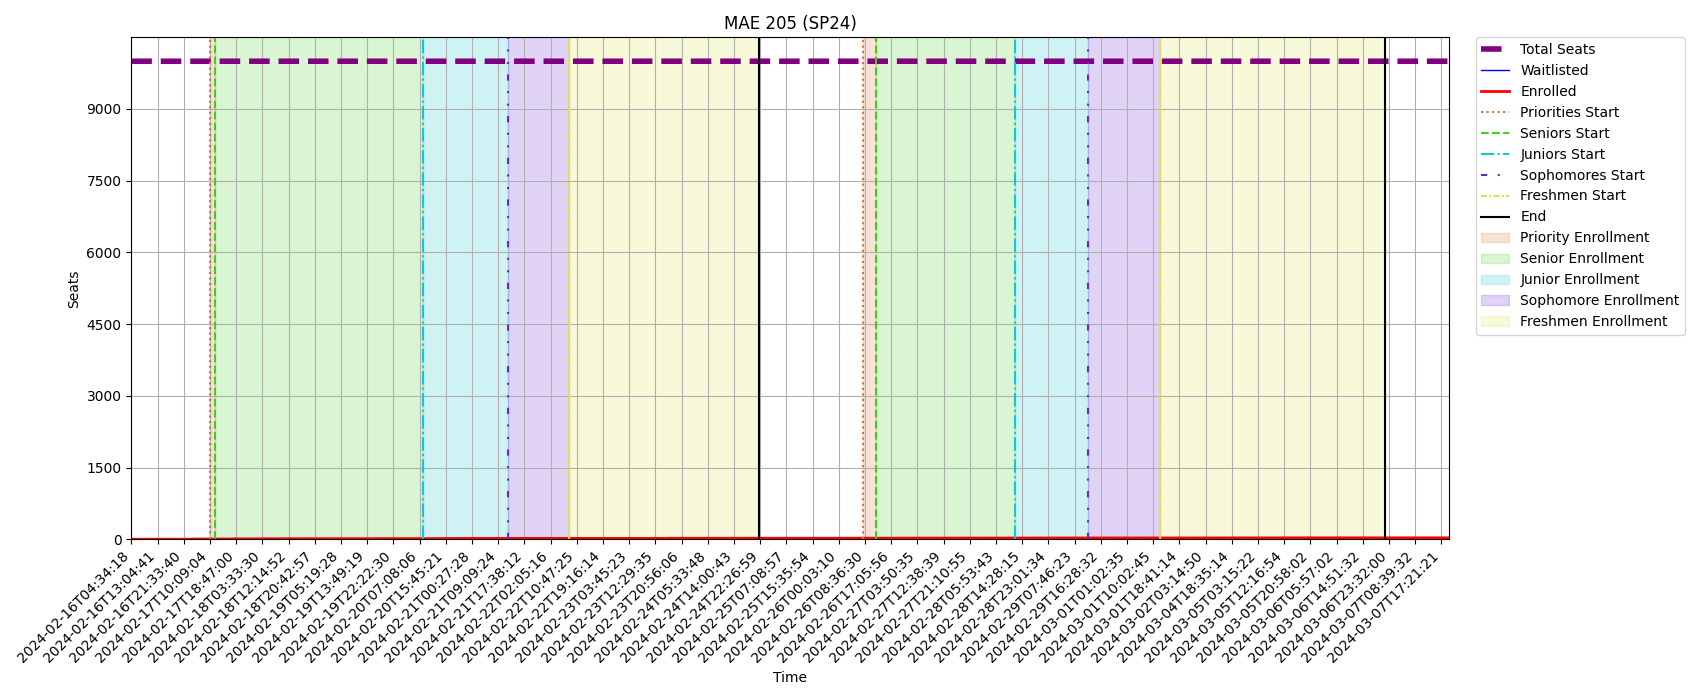 MAE 205 (SP24)
Total Seats
Waitlisted
Enrolled
Priorities Start
Seniors Start
Juniors Start
Sophomores Start
Freshmen Start
End
Priority Enrollment
Senior Enrollment
Junior Enrollment
Sophomore Enrollment
Freshmen Enrollment
Seats
9000
7500
6000
4500
3000
1500
0
2024-02-16T04:34:18
2024-02-16T13:04:41
2024-02-16T21:33:40
2024-02-17T10:09:04
2024-02-17T18:47:00
2024-02-18T03:33:30
2024-02-18T12:14:52
2024-02-18T20:42:57
2024-02-19T05:19:28
2024-02-19T13:49:19
2024-02-19T22:22:30
2024-02-20T07:08:06
2024-02-20T15:45:21
2024-02-21T00:27:28
2024-02-21T09:09:24
2024-02-21T17:38:12
2024-02-22T02:05:16
2024-02-22T10:47:23
2024-02-22T19:16:14
2024-02-23T03:45:23
2024-02-23T12:29:35
2024-02-23T20:56:06
2024-02-24T05:33:48
2024-02-24T14:00:43
2024-02-24T22:26:59
2024-02-25T07:08:57
2024-02-25T15:35:54
2024-02-26T00:03:10
2024-02-26T08:36:30
2024-02-26T17:05:56
2024-02-27T03:50:35
2024-02-27T12:38:39
2024-02-27T21:10:55
2024-02-28T05:53:43
2024-02-28T14:28:15
2024-02-28T23:01:34
2024-02-29T07:46:23
2024-02-29T16:28:32
2024-03-01T01:02:35
2024-03-01T10:02:45
2024-03-01T18:41:14
2024-03-02T03:14:50
2024-03-04T18:35:14
2024-03-05T03:15:22
2024-03-05T12:16:54
2024-03-05T20:58:02
2024-03-06T05:57:02
2024-03-06T14:51:32
2024-03-06T23:32:00
2024-03-07T08:39:32
2024-03-07T17:21:21
Time